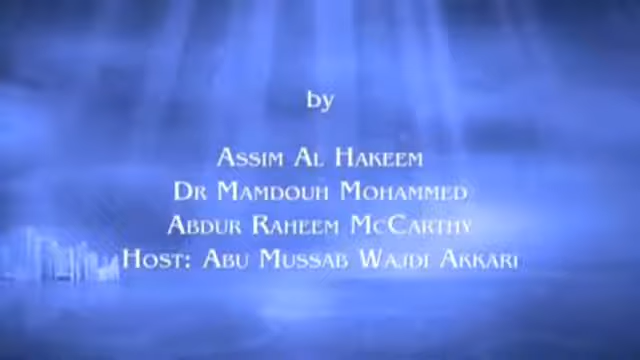 by
Assim Al Hakeem
Dr Mamdouh Mohammed
Abdur Raheem McCarthy
Host: Abu Mussab Wajdi Akkari